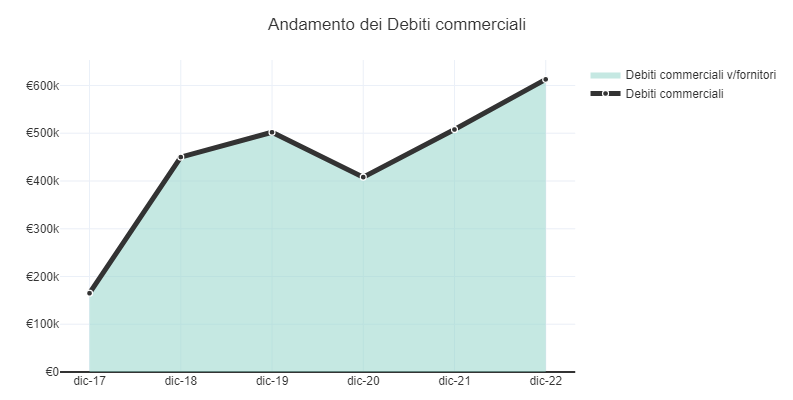 Andamento dei Debiti commerciali
€600k
€500k
€400k
€300k
€200k
€100k
€0
dic-17 dic-18 dic-19 dic-20 dic-21 dic-22
Debiti commerciali v/fornitori
Debiti commerciali